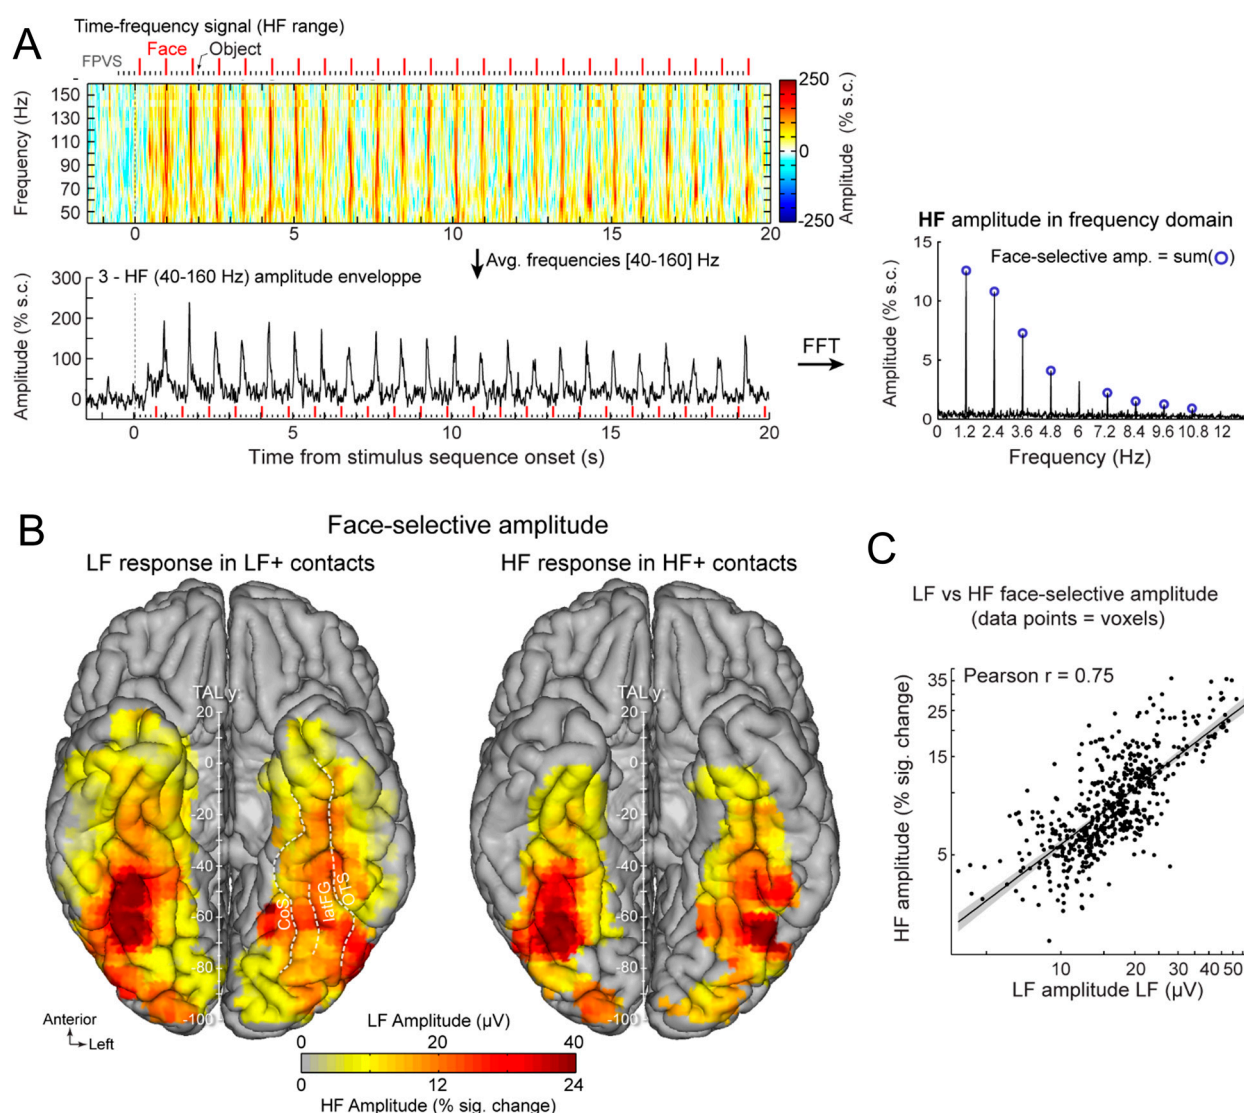 A
Time-frequency signal (HF range)
FPVS
Face
Object
Frequency (Hz)
150
130
110
90
70
50
0 5 10 15 20
250
0
-250
Amplitude (% s.c.)
Avg. frequencies [40-160] Hz
3 - HF (40-160 Hz) amplitude enveloppe
Amplitude (% s.c.)
300
200
100
0
0 5 10 15 20
Time from stimulus sequence onset (s)
FFT
HF amplitude in frequency domain
Face-selective amp. = sum( )
Amplitude (% s.c.)
15
10
5
0
0 1.2 2.4 3.6 4.8 6 7.2 8.4 9.6 10.8 12
Frequency (Hz)
B
Face-selective amplitude
LF response in LF+ contacts
HF response in HF+ contacts
TAL y:
20
0
-20
-40
-60
-80
-100
CoS
latFG
OTS
TAL y:
20
0
-20
-40
-60
-80
-100
Anterior
Left
LF Amplitude (µV)
0 20 40
0 12 24
HF Amplitude (% sig. change)
C
LF vs HF face-selective amplitude
(data points = voxels)
Pearson r = 0.75
HF amplitude (% sig. change)
35
25
15
5
10 20 30 40 50
LF amplitude LF (µV)